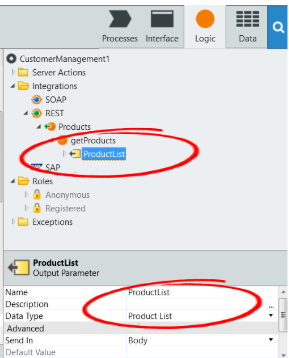 Processes Interface Logic Data
CustomerManagement1
Server Actions
Integrations
SOAP
REST
Products
getProducts
ProductList
SAP
Roles
Anonymous
Registered
Exceptions
ProductList
Output Parameter
Name ProductList
Description ...
Data Type Product List
Advanced
Send In Body
Default Value